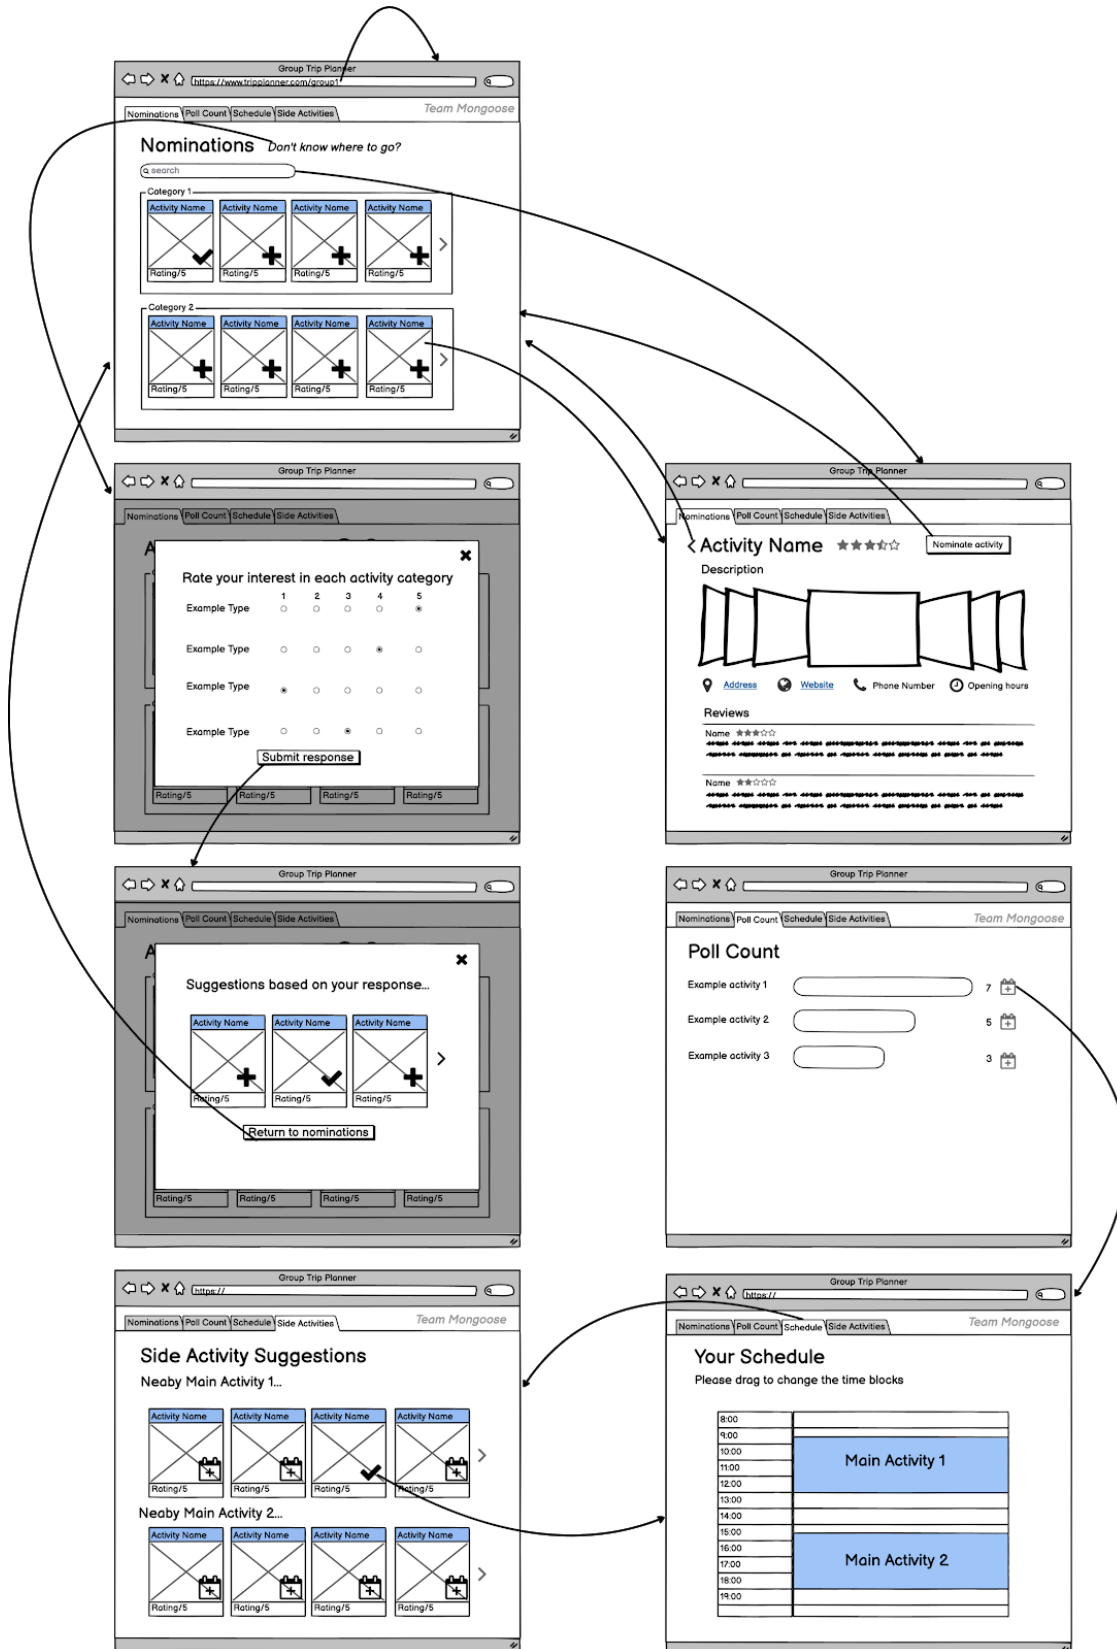 Group Trip Planner
https://www.tripplanner.com/group1
Nominations Poll Count Schedule Side Activities
Team Mongoose
Nominations Don't know where to go?
search
Category 1
Activity Name Activity Name Activity Name Activity Name
Rating/5 Rating/5 Rating/5 Rating/5
Category 2
Activity Name Activity Name Activity Name Activity Name
Rating/5 Rating/5 Rating/5 Rating/5
Group Trip Planner
Nominations Poll Count Schedule Side Activities
A
Rate your interest in each activity category
1 2 3 4 5
Example Type
Example Type
Example Type
Example Type
Submit response
Rating/5 Rating/5 Rating/5 Rating/5
Group Trip Planner
Nominations Poll Count Schedule Side Activities
Activity Name
Nominate activity
Description
Address Website Phone Number Opening hours
Reviews
Name
Name
Group Trip Planner
Nominations Poll Count Schedule Side Activities
A
Suggestions based on your response...
Activity Name Activity Name Activity Name
Rating/5 Rating/5 Rating/5
Return to nominations
Rating/5 Rating/5 Rating/5 Rating/5
Group Trip Planner
Nominations Poll Count Schedule Side Activities
Team Mongoose
Poll Count
Example activity 1 7
Example activity 2 5
Example activity 3 3
Group Trip Planner
https://
Nominations Poll Count Schedule Side Activities
Team Mongoose
Side Activity Suggestions
Neaby Main Activity 1...
Activity Name Activity Name Activity Name Activity Name
Rating/5 Rating/5 Rating/5 Rating/5
Neaby Main Activity 2...
Activity Name Activity Name Activity Name Activity Name
Rating/5 Rating/5 Rating/5 Rating/5
Group Trip Planner
https://
Nominations Poll Count Schedule Side Activities
Team Mongoose
Your Schedule
Please drag to change the time blocks
8:00
9:00
10:00
Main Activity 1
11:00
12:00
13:00
14:00
15:00
16:00
Main Activity 2
17:00
18:00
19:00